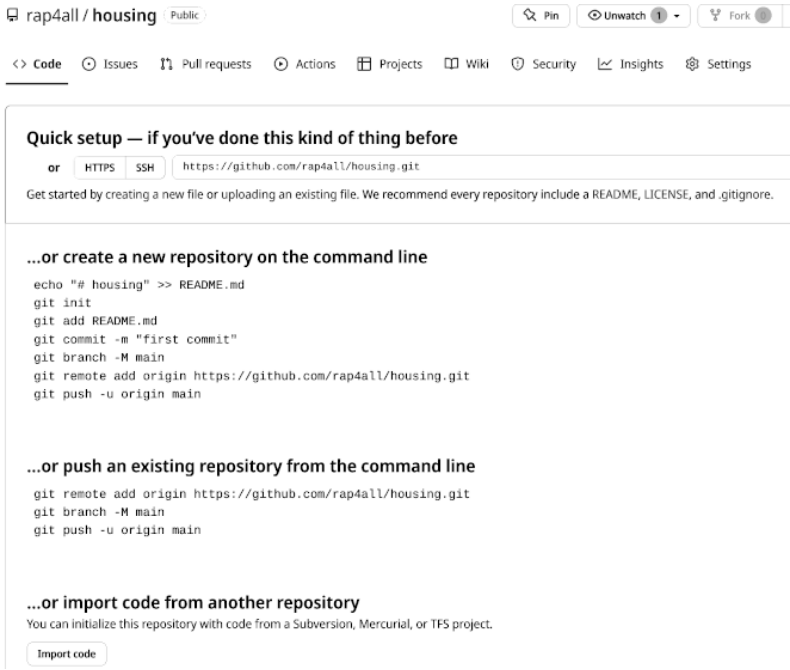 rap4all / housing Public Pin Unwatch 1 Fork 0
<> Code Issues Pull requests Actions Projects Wiki Security Insights Settings
Quick setup — if you've done this kind of thing before
or HTTPS SSH https://github.com/rap4all/housing.git
Get started by creating a new file or uploading an existing file. We recommend every repository include a README, LICENSE, and .gitignore.
...or create a new repository on the command line
echo "# housing" >> README.md
git init
git add README.md
git commit -m "first commit"
git branch -M main
git remote add origin https://github.com/rap4all/housing.git
git push -u origin main
...or push an existing repository from the command line
git remote add origin https://github.com/rap4all/housing.git
git branch -M main
git push -u origin main
...or import code from another repository
You can initialize this repository with code from a Subversion, Mercurial, or TFS project.
Import code